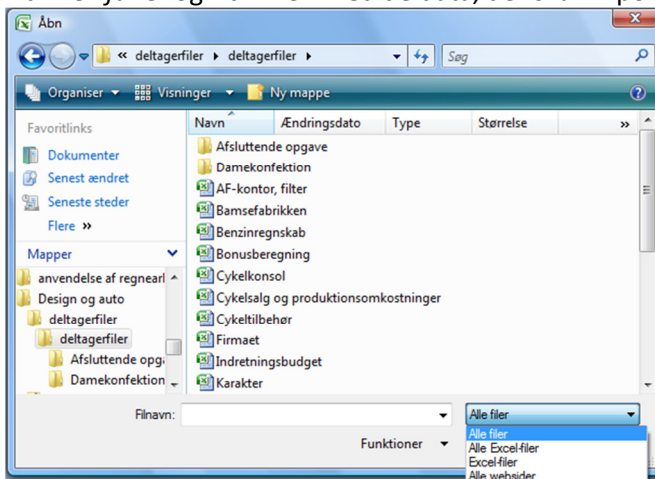 Åbn
« deltagerfiler ▸ deltagerfiler ▸ Søg
Organiser Visninger Ny mappe
Favoritlinks
Dokumenter
Senest ændret
Seneste steder
Flere »
Mapper
anvendelse af regnearl
Design og auto
deltagerfiler
deltagerfiler
Afsluttende opga
Damekonfektion
Navn Ændringsdato Type Størrelse »
Afsluttende opgave
Damekonfektion
AF-kontor, filter
Bamsefabrikken
Benzinregnskab
Bonusberegning
Cykelkonsol
Cykelsalg og produktionsomkostninger
Cykeltilbehør
Firmaet
Indretningsbudget
Karakter
Filnavn: Alle filer
Funktioner
Alle filer
Alle Excel-filer
Excel-filer
Alle websider